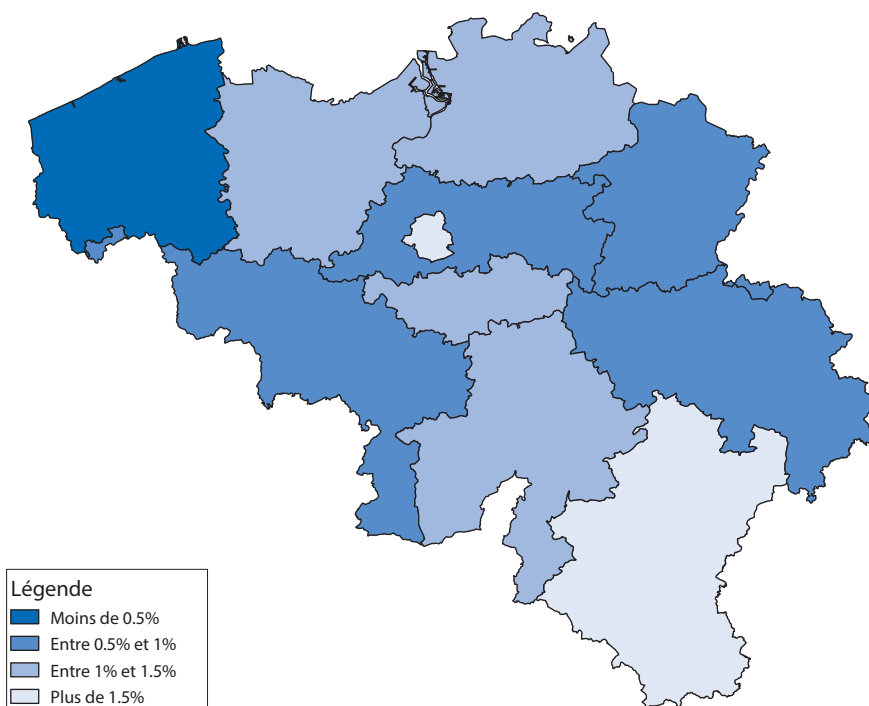 Légende
Moins de 0.5%
Entre 0.5% et 1%
Entre 1% et 1.5%
Plus de 1.5%